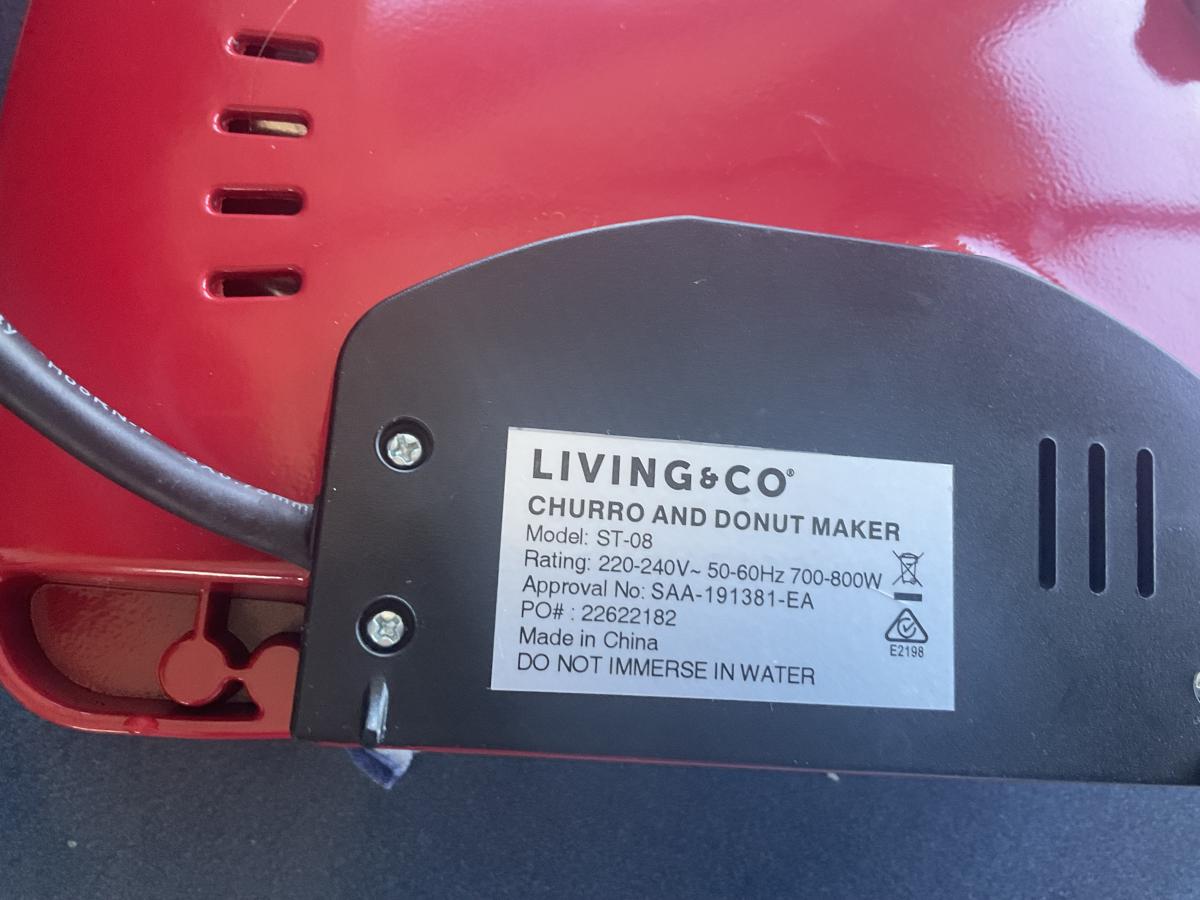 LIVING&CO®
CHURRO AND DONUT MAKER
Model: ST-08
Rating: 220-240V~ 50-60Hz 700-800W
Approval No: SAA-191381-EA
PO# : 22622182
Made in China
DO NOT IMMERSE IN WATER
E2198
H05RN-F